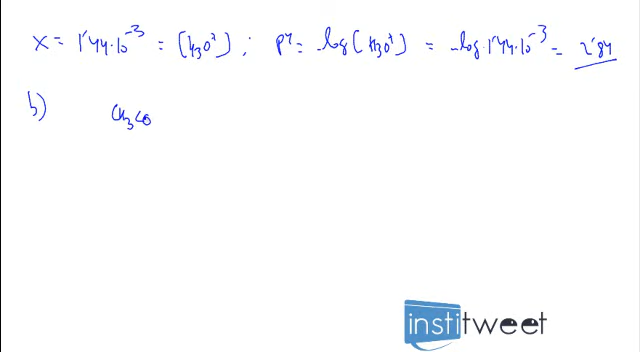 x = 1'44·10⁻³ = [H₃O⁺] ; pH = -log [H₃O⁺] = -log 1'44·10⁻³ = 2'84
b) CH₃CO
institweet